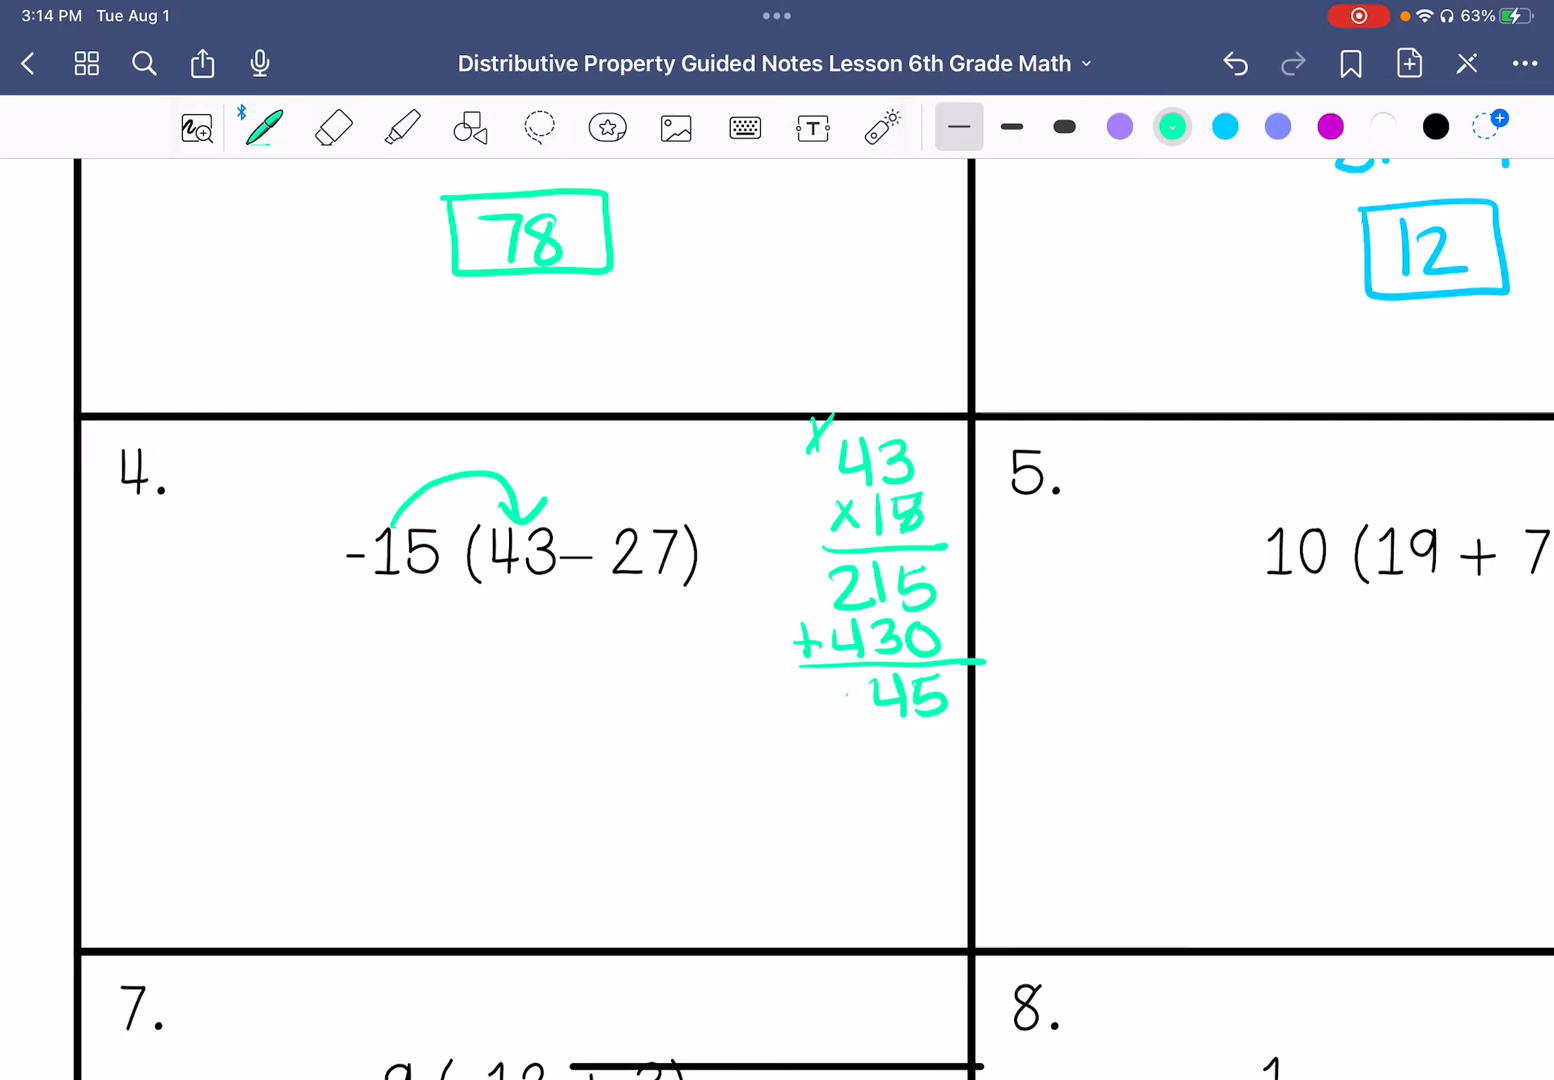 3:14 PM Tue Aug 1
63%
Distributive Property Guided Notes Lesson 6th Grade Math
T
78
12
4.
-15 (43– 27)
43
×15
215
+430
45
5.
10 (19 + 7
7.
8.